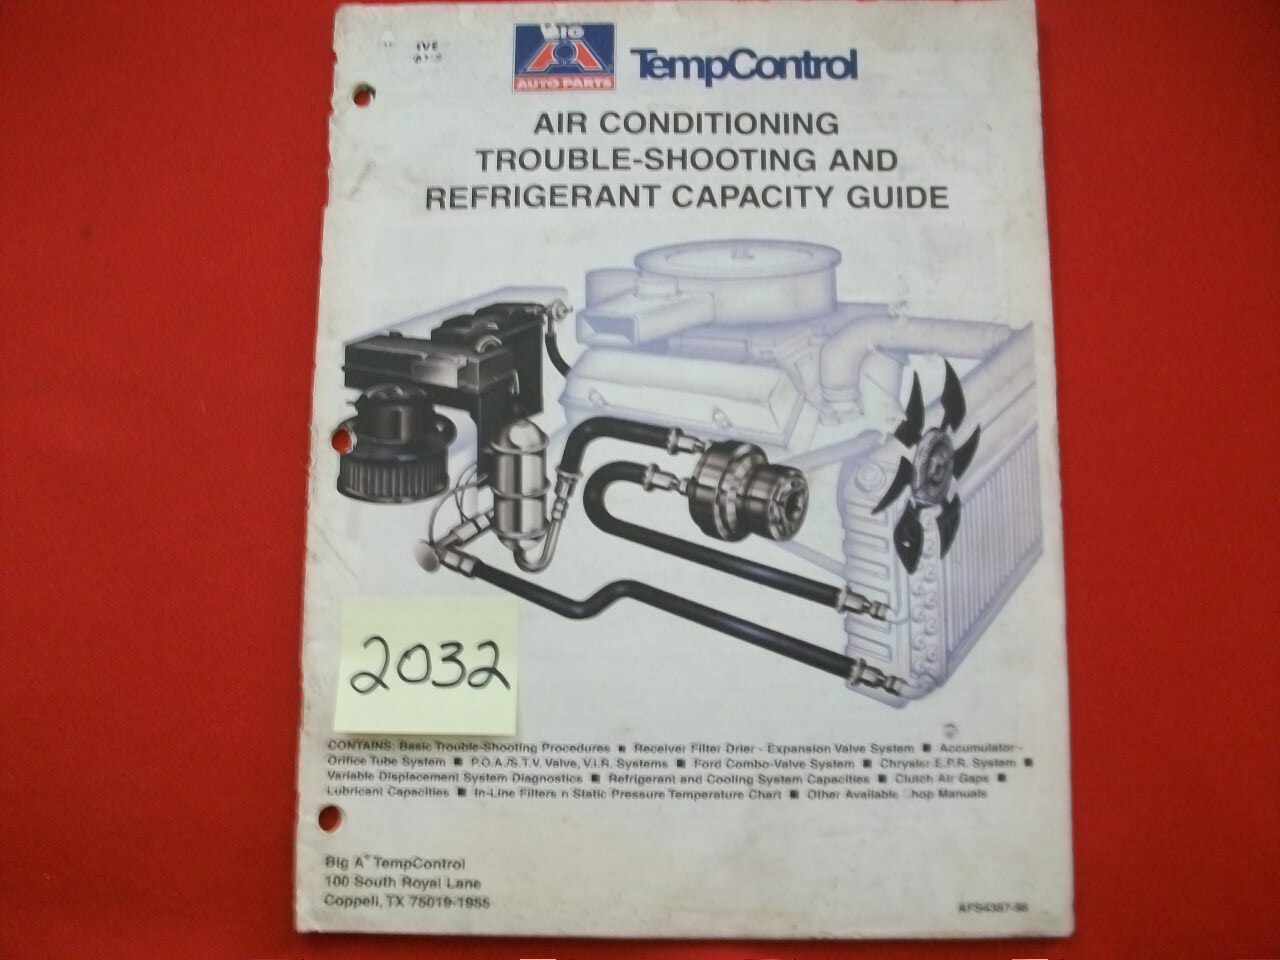 BIG
AUTO PARTS
TempControl
AIR CONDITIONING
TROUBLE-SHOOTING AND
REFRIGERANT CAPACITY GUIDE
2032
CONTAINS: Basic Trouble-Shooting Procedures ■ Receiver Filter Drier - Expansion Valve System ■ Accumulator -
Orifice Tube System ■ P.O.A./S.T.V. Valve, V.I.R. Systems ■ Ford Combo-Valve System ■ Chrysler E.P.R. System ■
Variable Displacement System Diagnostics ■ Refrigerant and Cooling System Capacities ■ Clutch Air Gaps ■
Lubricant Capacities ■ In-Line Filters n Static Pressure Temperature Chart ■ Other Available hop Manuals
Big A® TempControl
100 South Royal Lane
Coppell, TX 75019-1955